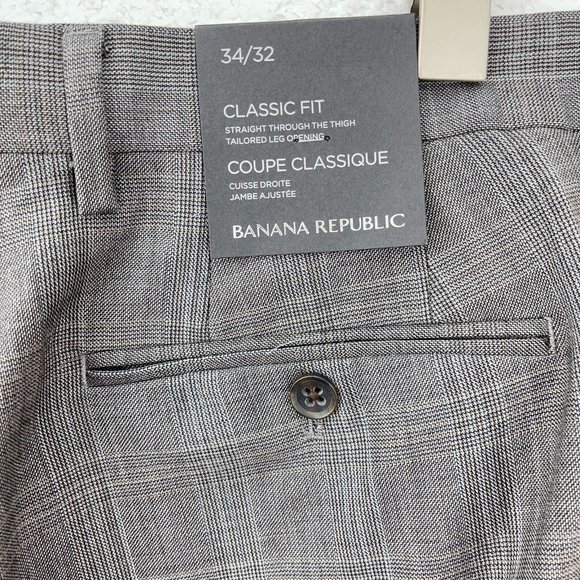 34/32
CLASSIC FIT
STRAIGHT THROUGH THE THIGH
TAILORED LEG OPENING
COUPE CLASSIQUE
CUISSE DROITE
JAMBE AJUSTÉE
BANANA REPUBLIC